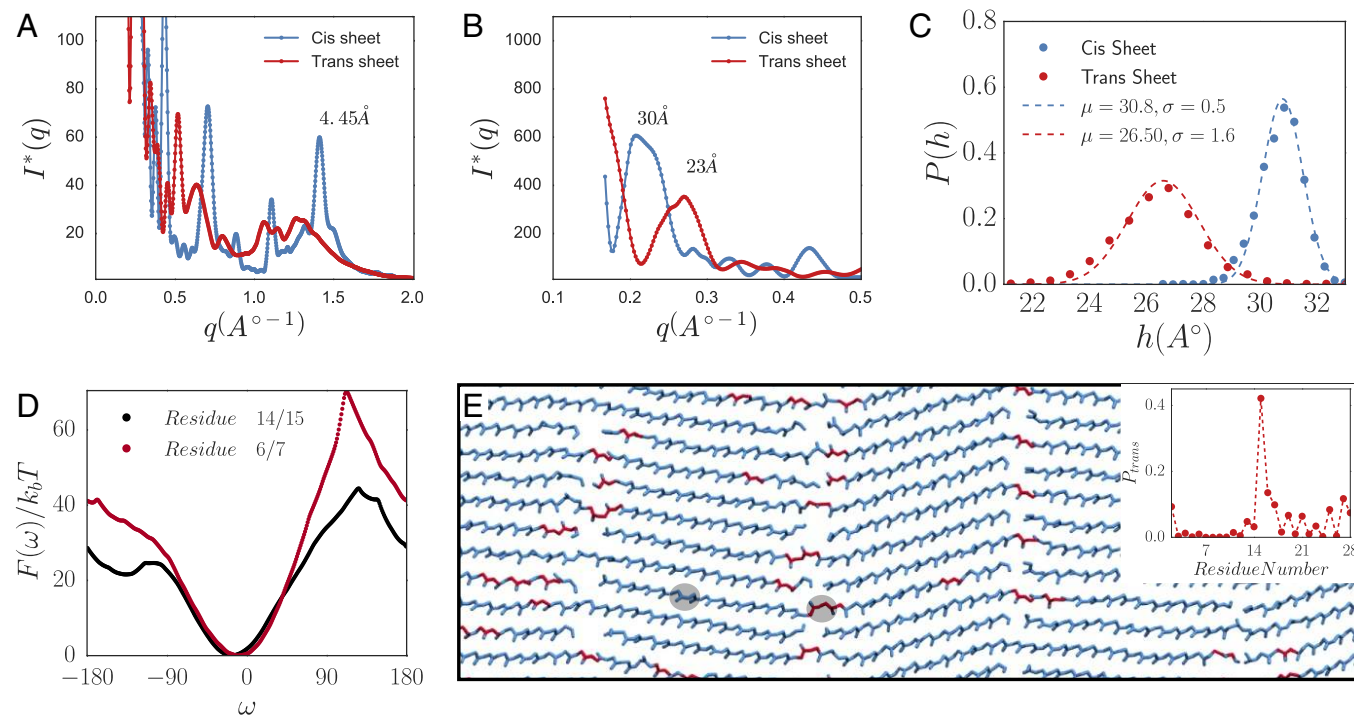 A
100
80
60
40
20
0.0
0.5
1.0
1.5
2.0
I*(q)
q(A°⁻¹)
Cis sheet
Trans sheet
4.45Å
B
1000
800
600
400
200
0.1
0.2
0.3
0.4
0.5
I*(q)
q(A°⁻¹)
Cis sheet
Trans sheet
30Å
23Å
C
0.8
0.6
0.4
0.2
0.0
22
24
26
28
30
32
P(h)
h(A°)
Cis Sheet
Trans Sheet
μ = 30.8, σ = 0.5
μ = 26.50, σ = 1.6
D
60
40
20
0
−180
−90
0
90
180
F(ω)/k_bT
ω
Residue 14/15
Residue 6/7
E
0.4
0.2
0.0
7
14
21
28
P_trans
ResidueNumber